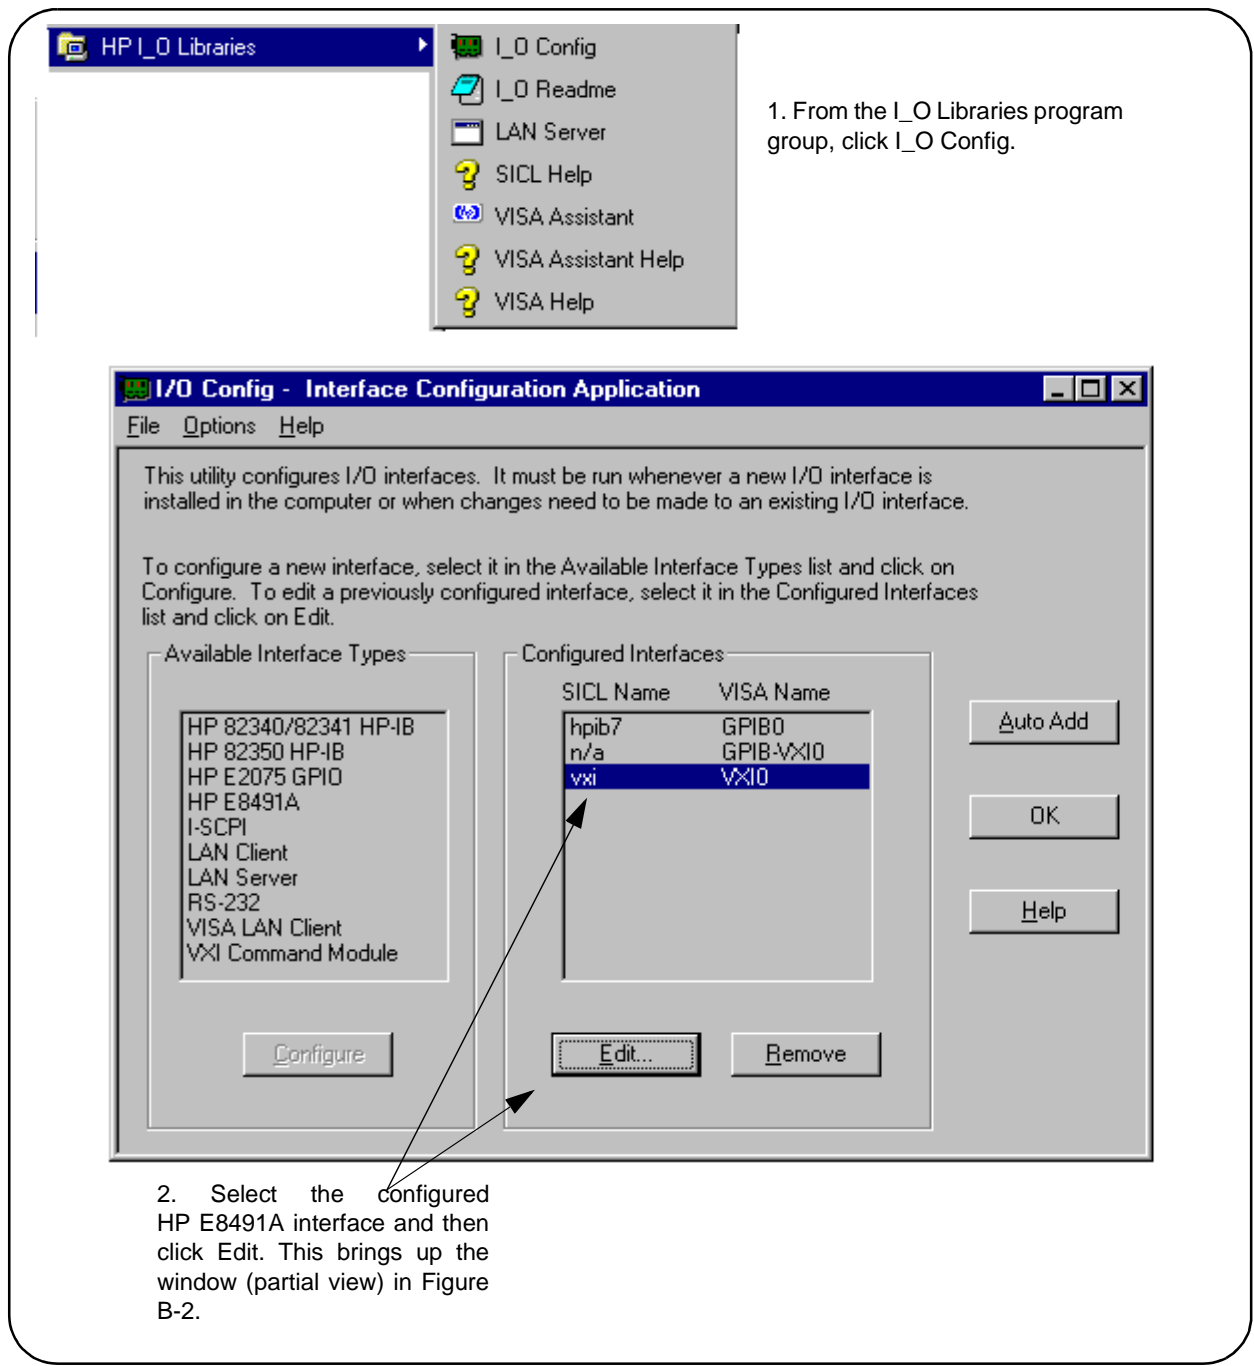 HP I_O Libraries
I_O Config
I_O Readme
LAN Server
SICL Help
VISA Assistant
VISA Assistant Help
VISA Help
1. From the I_O Libraries program
group, click I_O Config.
I/O Config - Interface Configuration Application
File Options Help
This utility configures I/O interfaces. It must be run whenever a new I/O interface is
installed in the computer or when changes need to be made to an existing I/O interface.
To configure a new interface, select it in the Available Interface Types list and click on
Configure. To edit a previously configured interface, select it in the Configured Interfaces
list and click on Edit.
Available Interface Types
HP 82340/82341 HP-IB
HP 82350 HP-IB
HP E2075 GPIO
HP E8491A
I-SCPI
LAN Client
LAN Server
RS-232
VISA LAN Client
VXI Command Module
Configure
Configured Interfaces
SICL Name VISA Name
hpib7 GPIB0
n/a GPIB-VXI0
vxi VXI0
Edit...
Remove
Auto Add
OK
Help
2. Select the configured
HP E8491A interface and then
click Edit. This brings up the
window (partial view) in Figure
B-2.